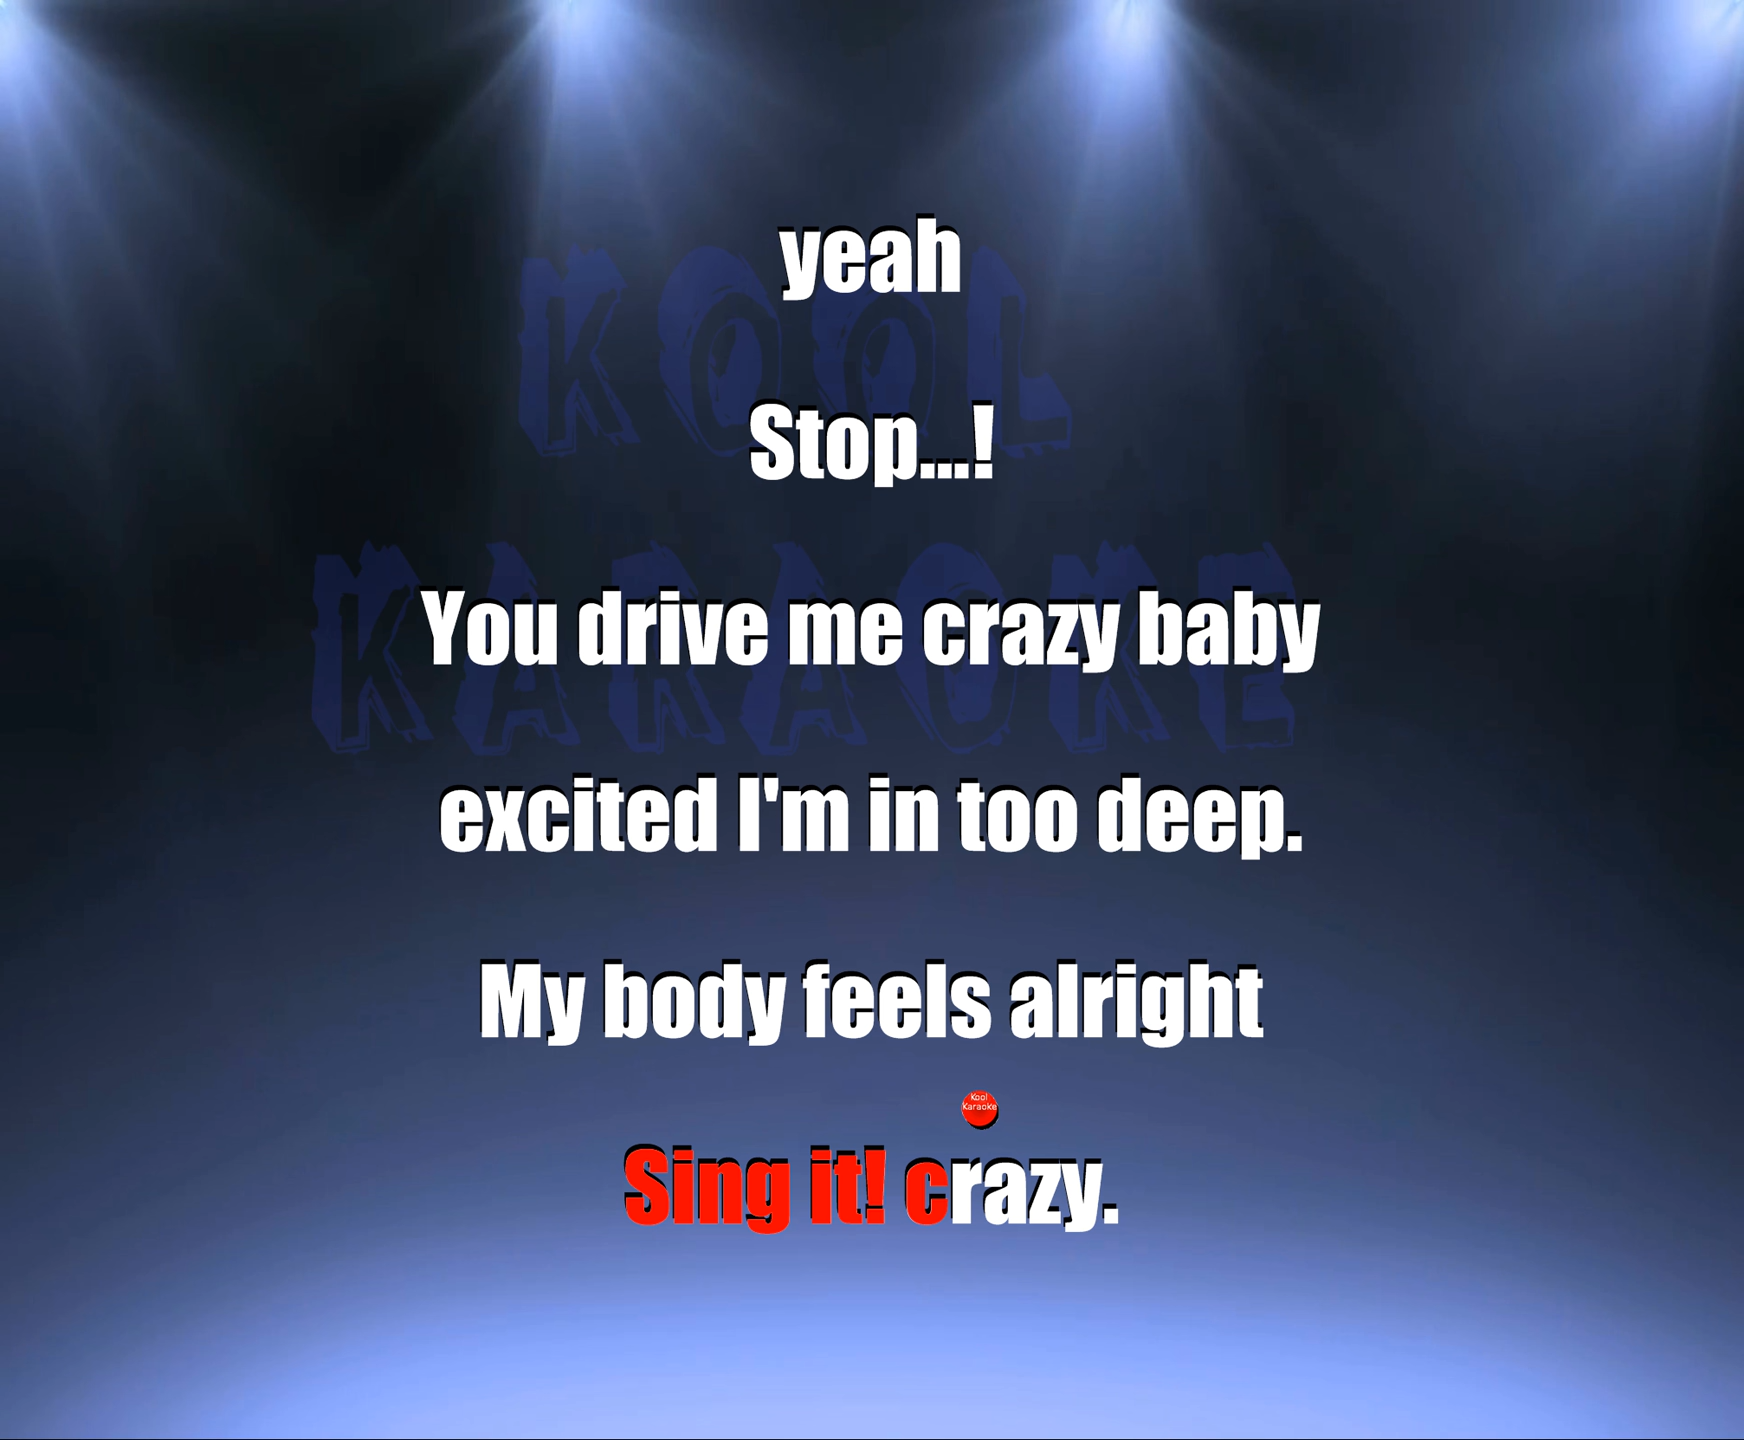 KOOL
KARAOKE
yeah
Stop...!
You drive me crazy baby
excited I'm in too deep.
My body feels alright
Kool
Karaoke
Sing it! crazy.